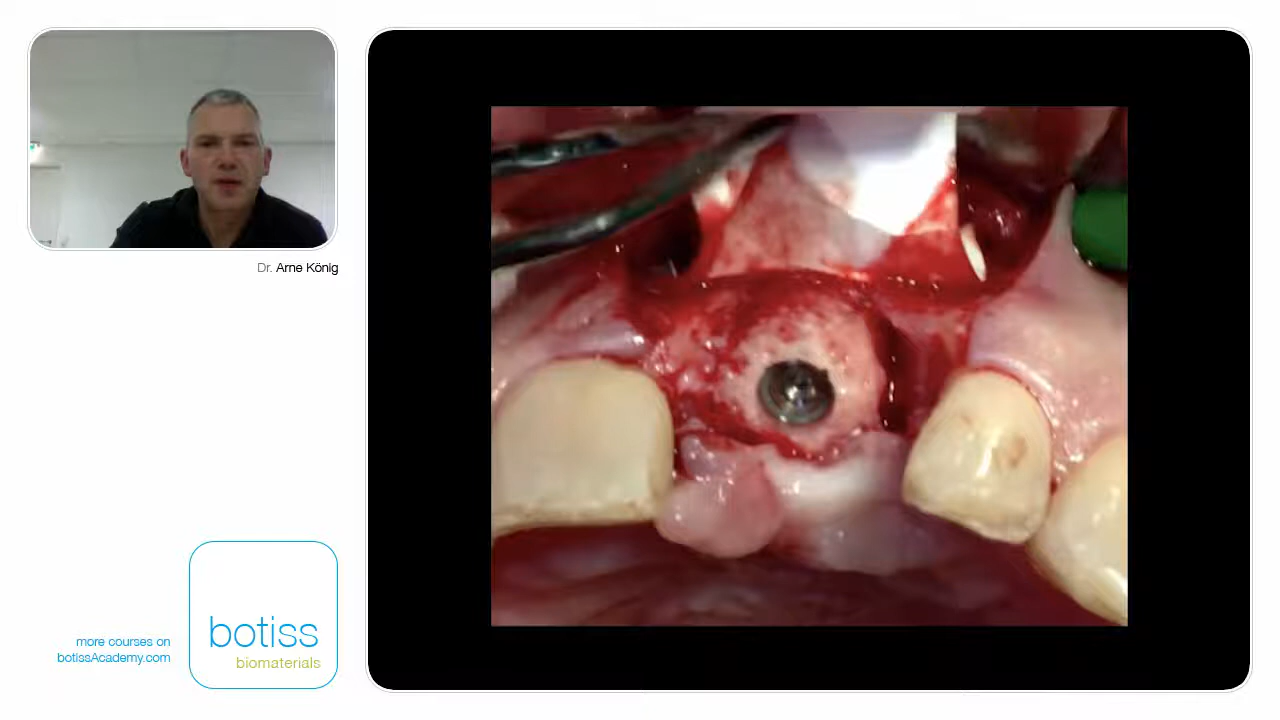 Dr. Arne König
botiss
biomaterials
more courses on
botissAcademy.com